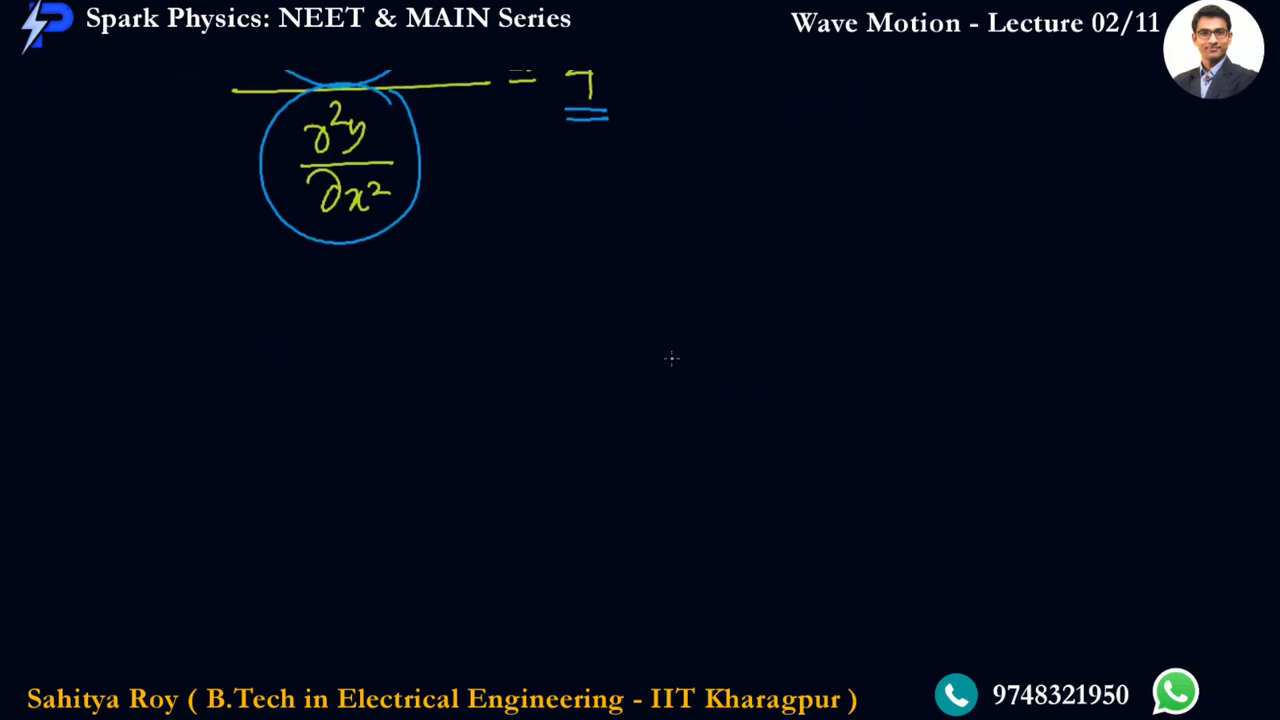 Spark Physics: NEET & MAIN Series
Wave Motion - Lecture 02/11
=
∂²y
∂x²
Sahitya Roy ( B.Tech in Electrical Engineering - IIT Kharagpur )
9748321950